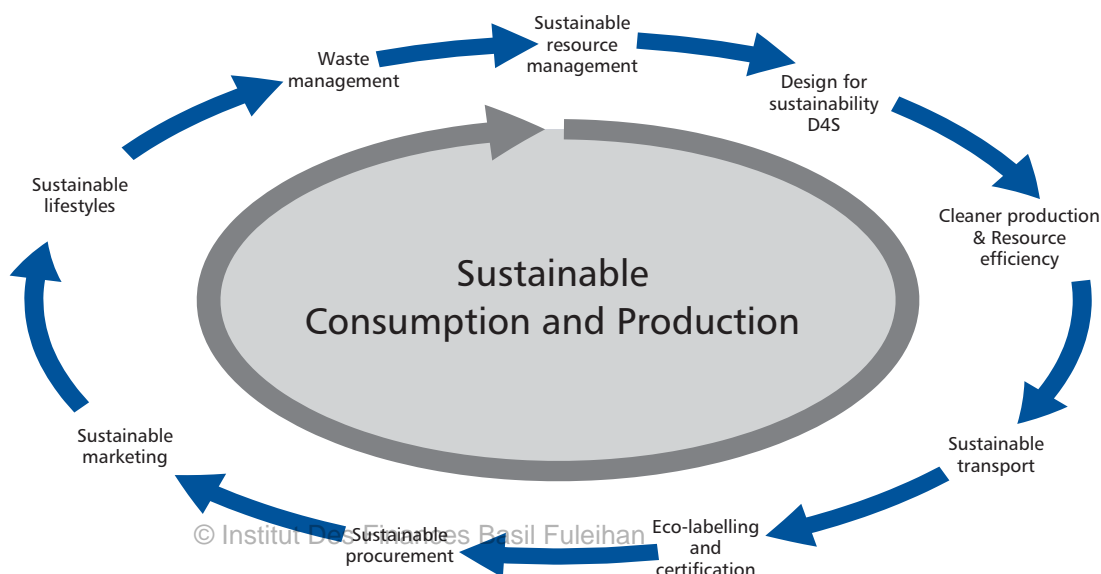 Sustainable
resource
management
Design for
sustainability
D4S
Cleaner production
& Resource
efficiency
Sustainable
transport
Eco-labelling
and
certification
Sustainable
procurement
Sustainable
marketing
Sustainable
lifestyles
Waste
management
Sustainable
Consumption and Production
© Institut Des Finances Basil Fuleihan